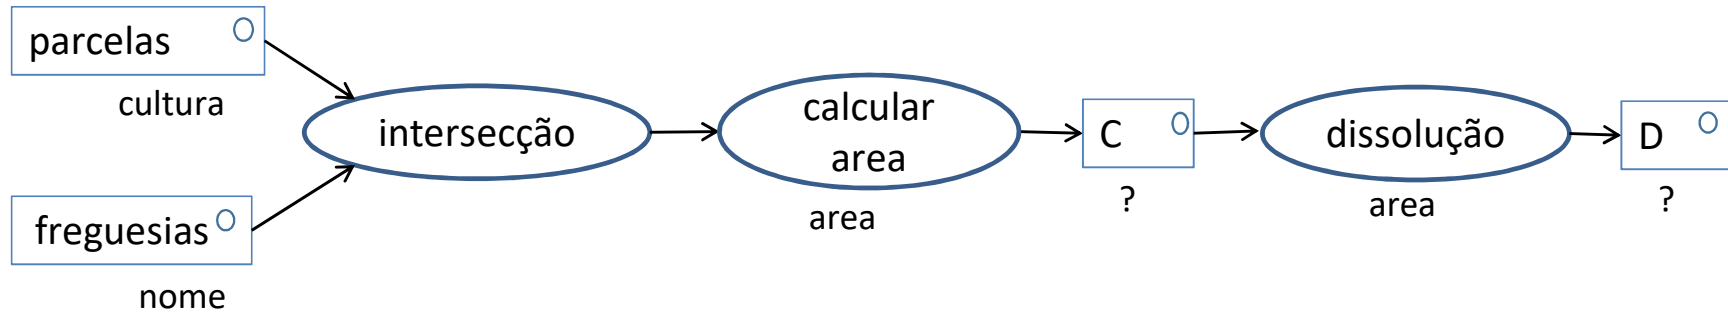 parcelas
cultura
freguesias
nome
intersecção
calcular
area
area
C
?
dissolução
area
D
?